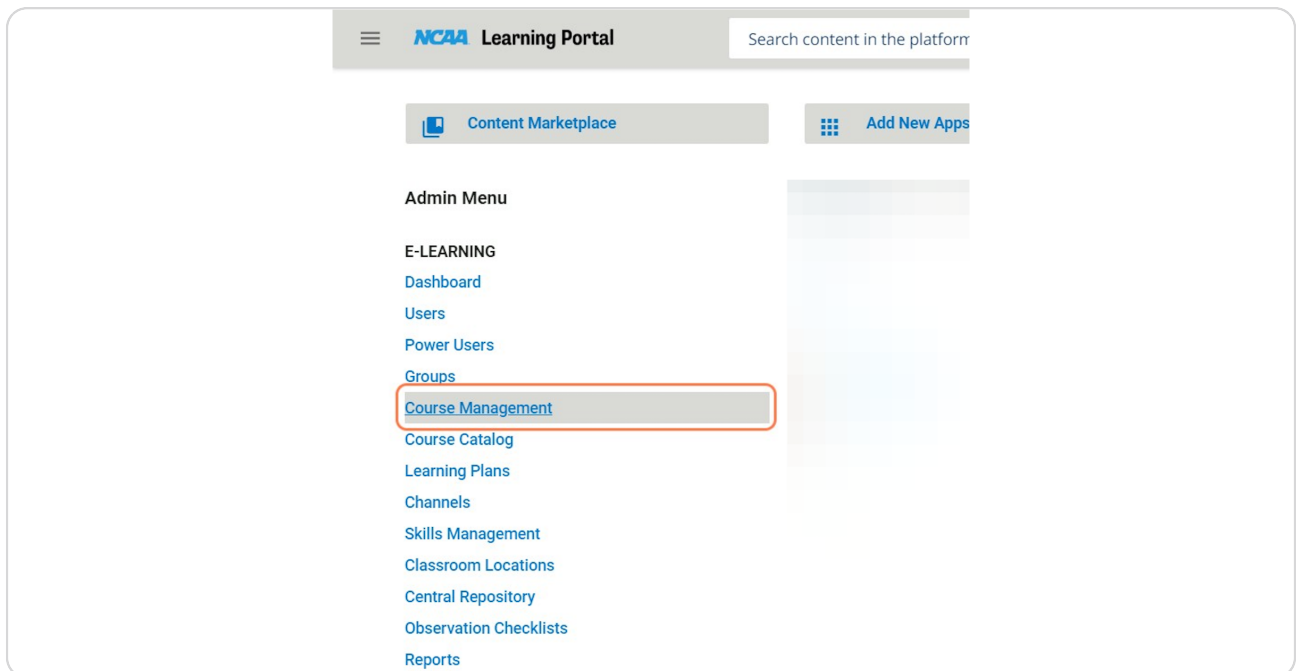 NCAA Learning Portal
Search content in the platform
Content Marketplace
Add New Apps
Admin Menu
E-LEARNING
Dashboard
Users
Power Users
Groups
Course Management
Course Catalog
Learning Plans
Channels
Skills Management
Classroom Locations
Central Repository
Observation Checklists
Reports